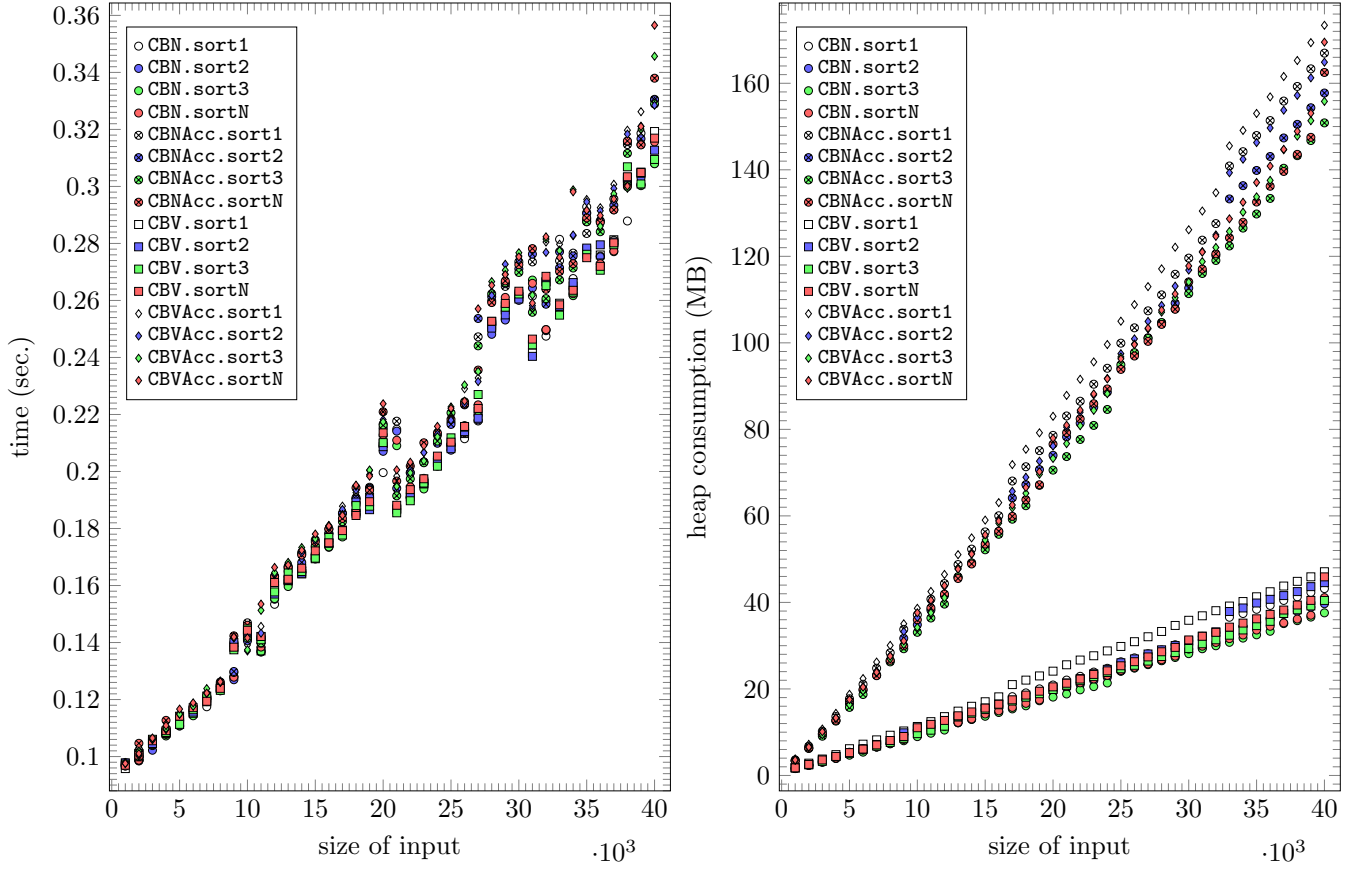 0.36
0.34
0.32
0.3
0.28
0.26
0.24
0.22
0.2
0.18
0.16
0.14
0.12
0.1
time (sec.)
CBN.sort1
CBN.sort2
CBN.sort3
CBN.sortN
CBNAcc.sort1
CBNAcc.sort2
CBNAcc.sort3
CBNAcc.sortN
CBV.sort1
CBV.sort2
CBV.sort3
CBV.sortN
CBVAcc.sort1
CBVAcc.sort2
CBVAcc.sort3
CBVAcc.sortN
0 5 10 15 20 25 30 35 40
size of input ·10³
160
140
120
100
80
60
40
20
0
heap consumption (MB)
CBN.sort1
CBN.sort2
CBN.sort3
CBN.sortN
CBNAcc.sort1
CBNAcc.sort2
CBNAcc.sort3
CBNAcc.sortN
CBV.sort1
CBV.sort2
CBV.sort3
CBV.sortN
CBVAcc.sort1
CBVAcc.sort2
CBVAcc.sort3
CBVAcc.sortN
0 5 10 15 20 25 30 35 40
size of input ·10³